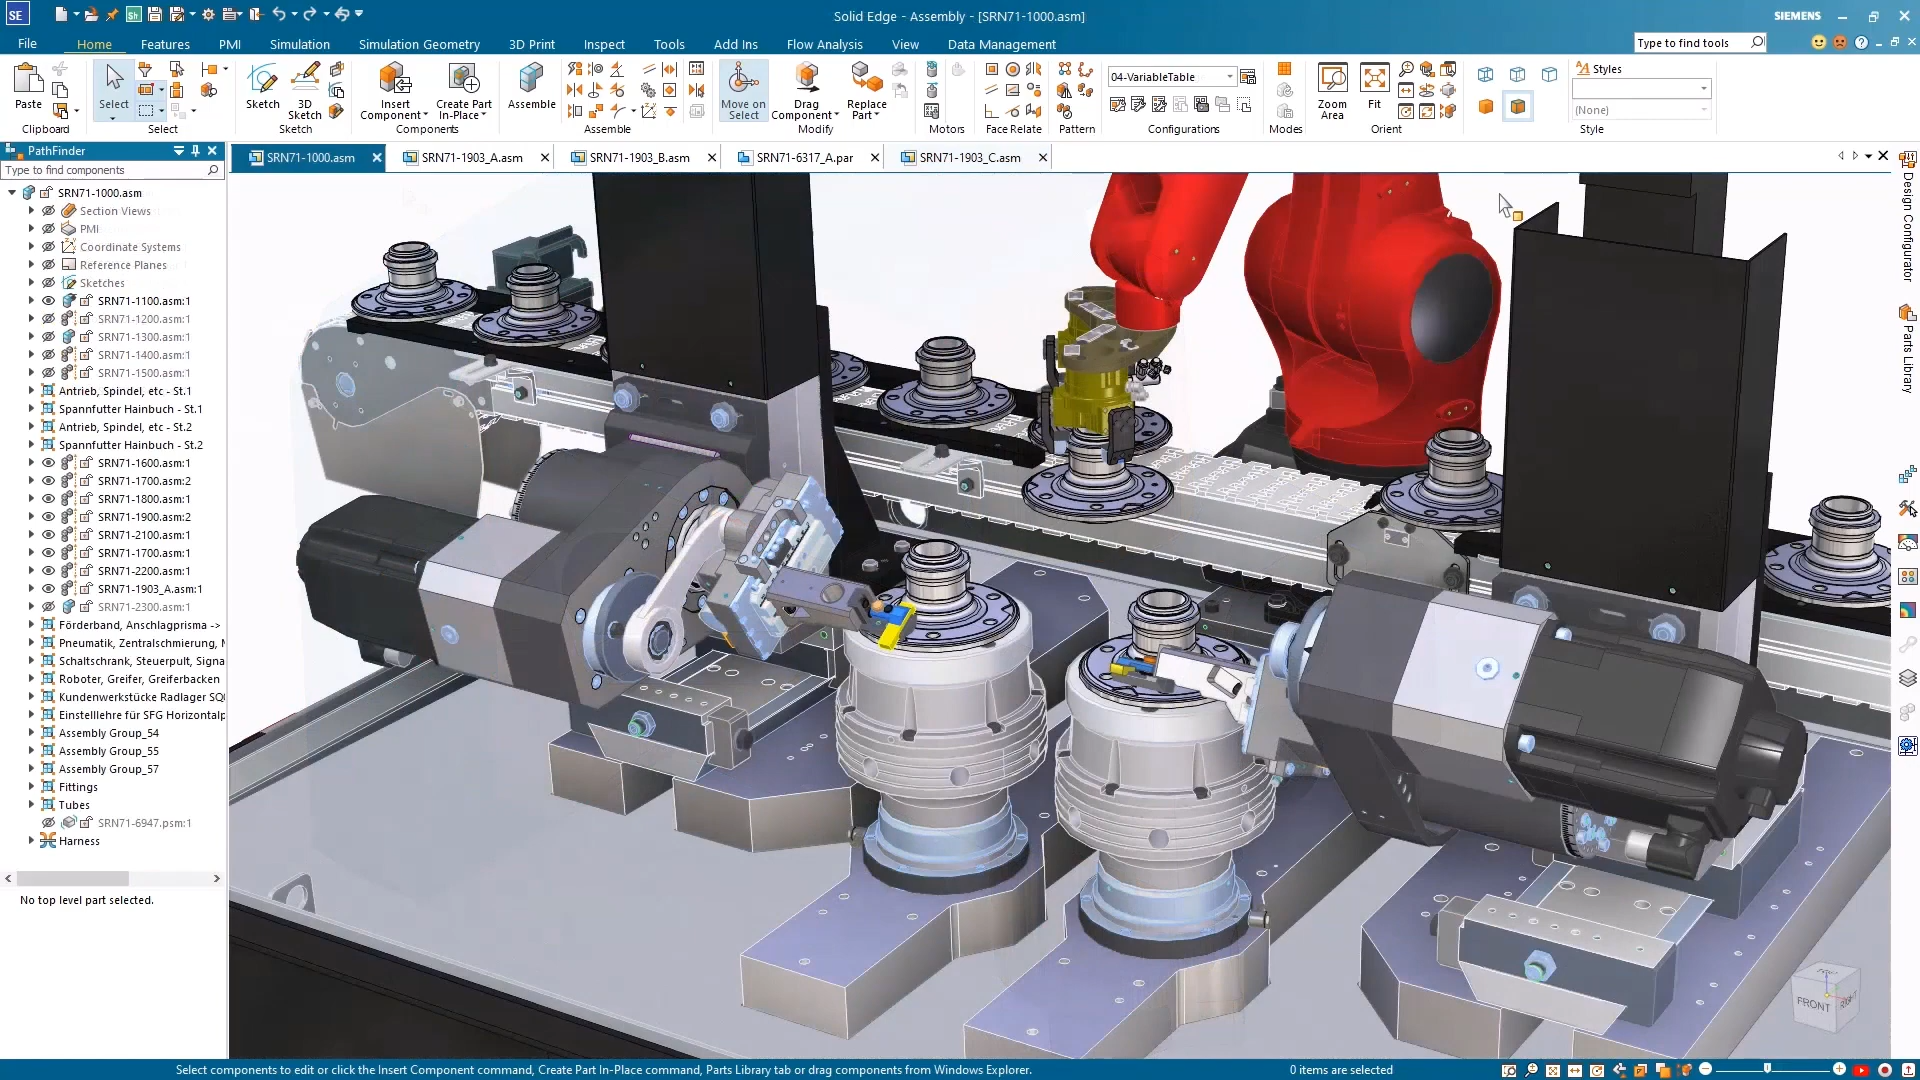 SE
Sh
Solid Edge - Assembly - [SRN71-1000.asm]
SIEMENS
File
Home
Features
PMI
Simulation
Simulation Geometry
3D Print
Inspect
Tools
Add Ins
Flow Analysis
View
Data Management
Type to find tools
Paste
Clipboard
Select
Select
Sketch
3D Sketch
Sketch
Insert Component
Create Part In-Place
Components
Assemble
Assemble
Move on Select
Drag Component
Replace Part
Modify
Motors
Face Relate
Pattern
04-VariableTable
Configurations
Modes
Zoom Area
Fit
Orient
Styles
(None)
Style
PathFinder
Type to find components
SRN71-1000.asm
SRN71-1903_A.asm
SRN71-1903_B.asm
SRN71-6317_A.par
SRN71-1903_C.asm
SRN71-1000.asm
Section Views
PMI
Coordinate Systems
Reference Planes
Sketches
SRN71-1100.asm:1
SRN71-1200.asm:1
SRN71-1300.asm:1
SRN71-1400.asm:1
SRN71-1500.asm:1
Antrieb, Spindel, etc - St.1
Spannfutter Hainbuch - St.1
Antrieb, Spindel, etc - St.2
Spannfutter Hainbuch - St.2
SRN71-1600.asm:1
SRN71-1700.asm:2
SRN71-1800.asm:1
SRN71-1900.asm:2
SRN71-2100.asm:1
SRN71-1700.asm:1
SRN71-2200.asm:1
SRN71-1903_A.asm:1
SRN71-2300.asm:1
Förderband, Anschlagprisma ->
Pneumatik, Zentralschmierung,
Schaltschrank, Steuerpult, Signa
Roboter, Greifer, Greiferbacken
Kundenwerkstücke Radlager SQ
Einstelllehre für SFG Horizontalp
Assembly Group_54
Assembly Group_55
Assembly Group_57
Fittings
Tubes
SRN71-6947.psm:1
Harness
No top level part selected.
Design Configurator
Parts Library
FRONT
RIGHT
TOP
Select components to edit or click the Insert Component command, Create Part In-Place command, Parts Library tab or drag components from Windows Explorer.
0 items are selected